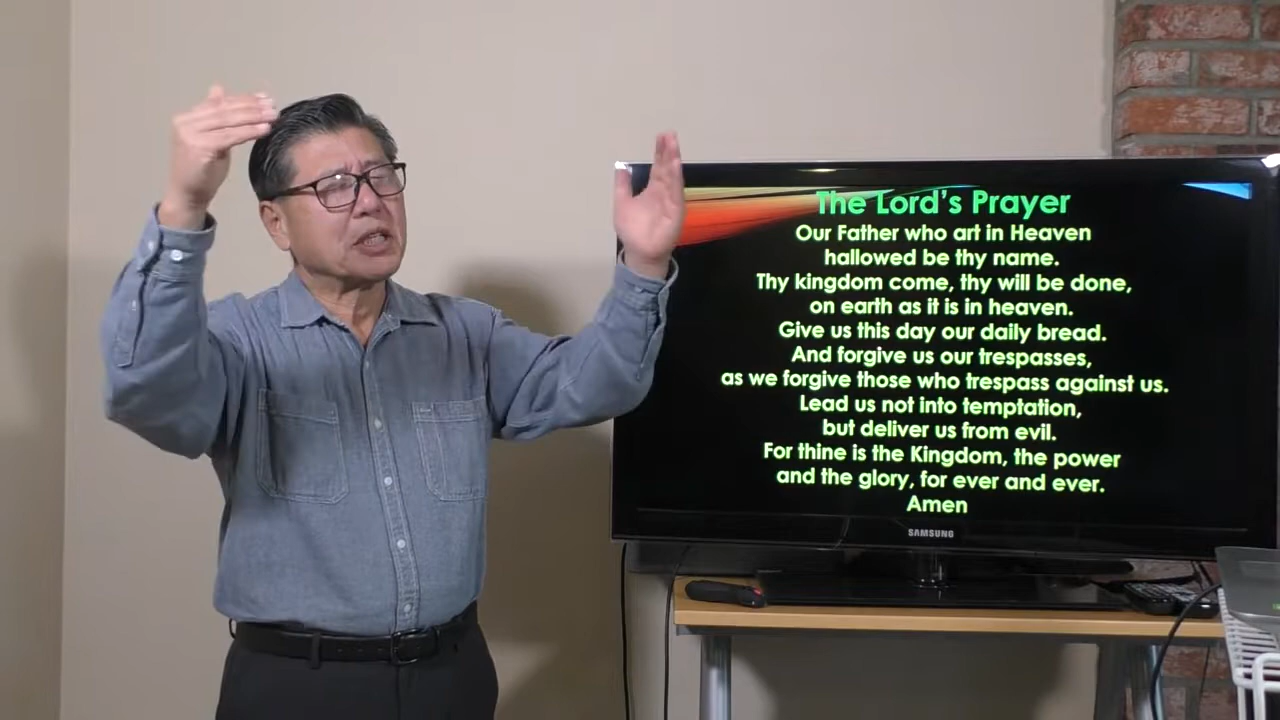 The Lord's Prayer
Our Father who art in Heaven
hallowed be thy name.
Thy kingdom come, thy will be done,
on earth as it is in heaven.
Give us this day our daily bread.
And forgive us our trespasses,
as we forgive those who trespass against us.
Lead us not into temptation,
but deliver us from evil.
For thine is the Kingdom, the power
and the glory, for ever and ever.
Amen
SAMSUNG